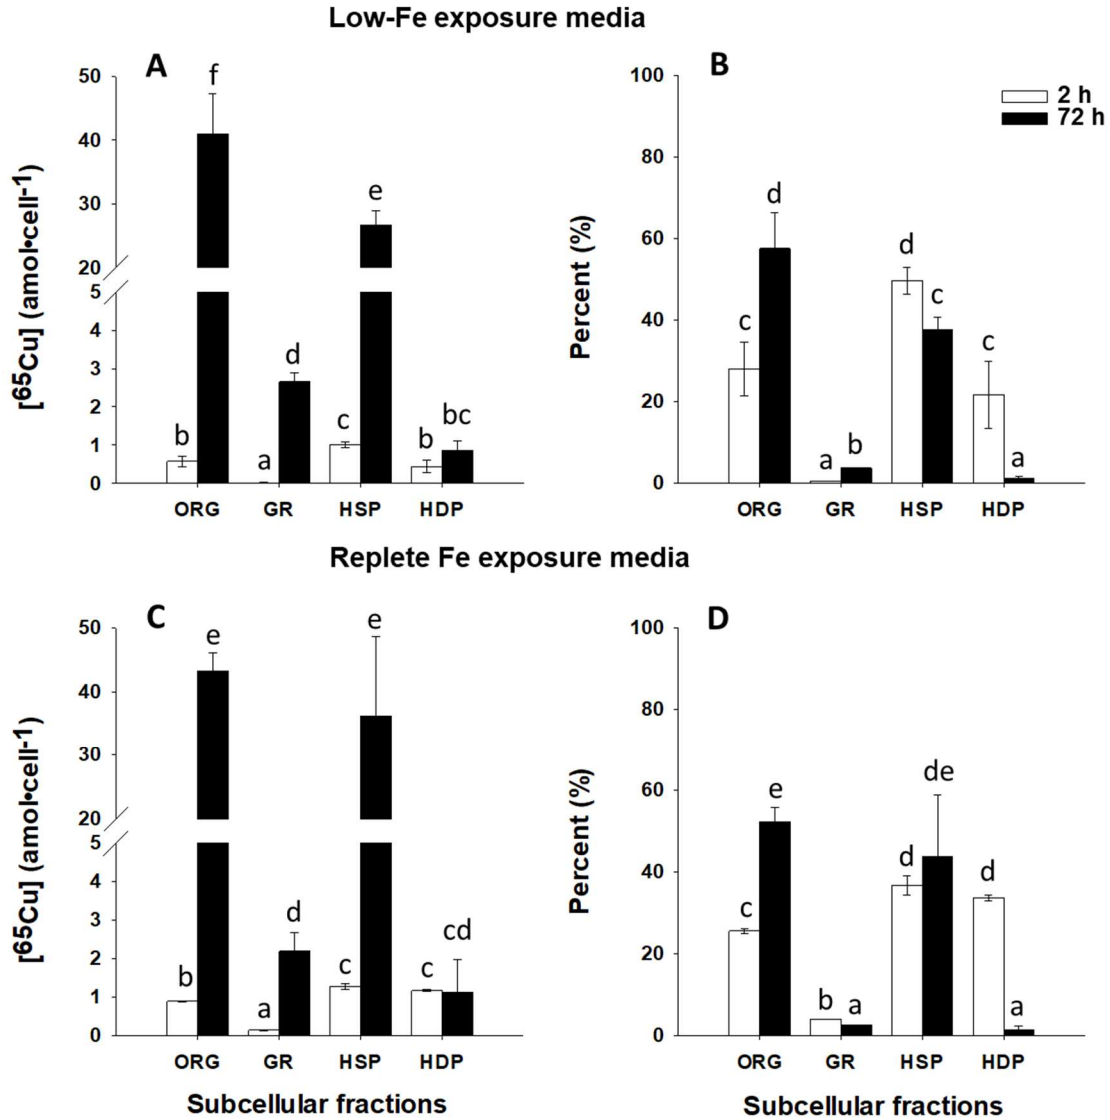 Low-Fe exposure media
A
B
[65Cu] (amol•cell-1)
50
40
30
20
5
4
3
2
1
0
b
f
a
d
c
e
b
bc
ORG
GR
HSP
HDP
Percent (%)
100
80
60
40
20
0
2 h
72 h
c
d
a
b
d
c
c
a
ORG
GR
HSP
HDP
Replete Fe exposure media
C
D
[65Cu] (amol•cell-1)
50
40
30
20
5
4
3
2
1
0
b
e
a
d
c
e
c
cd
ORG
GR
HSP
HDP
Subcellular fractions
Percent (%)
100
80
60
40
20
0
c
e
b
a
d
de
d
a
ORG
GR
HSP
HDP
Subcellular fractions